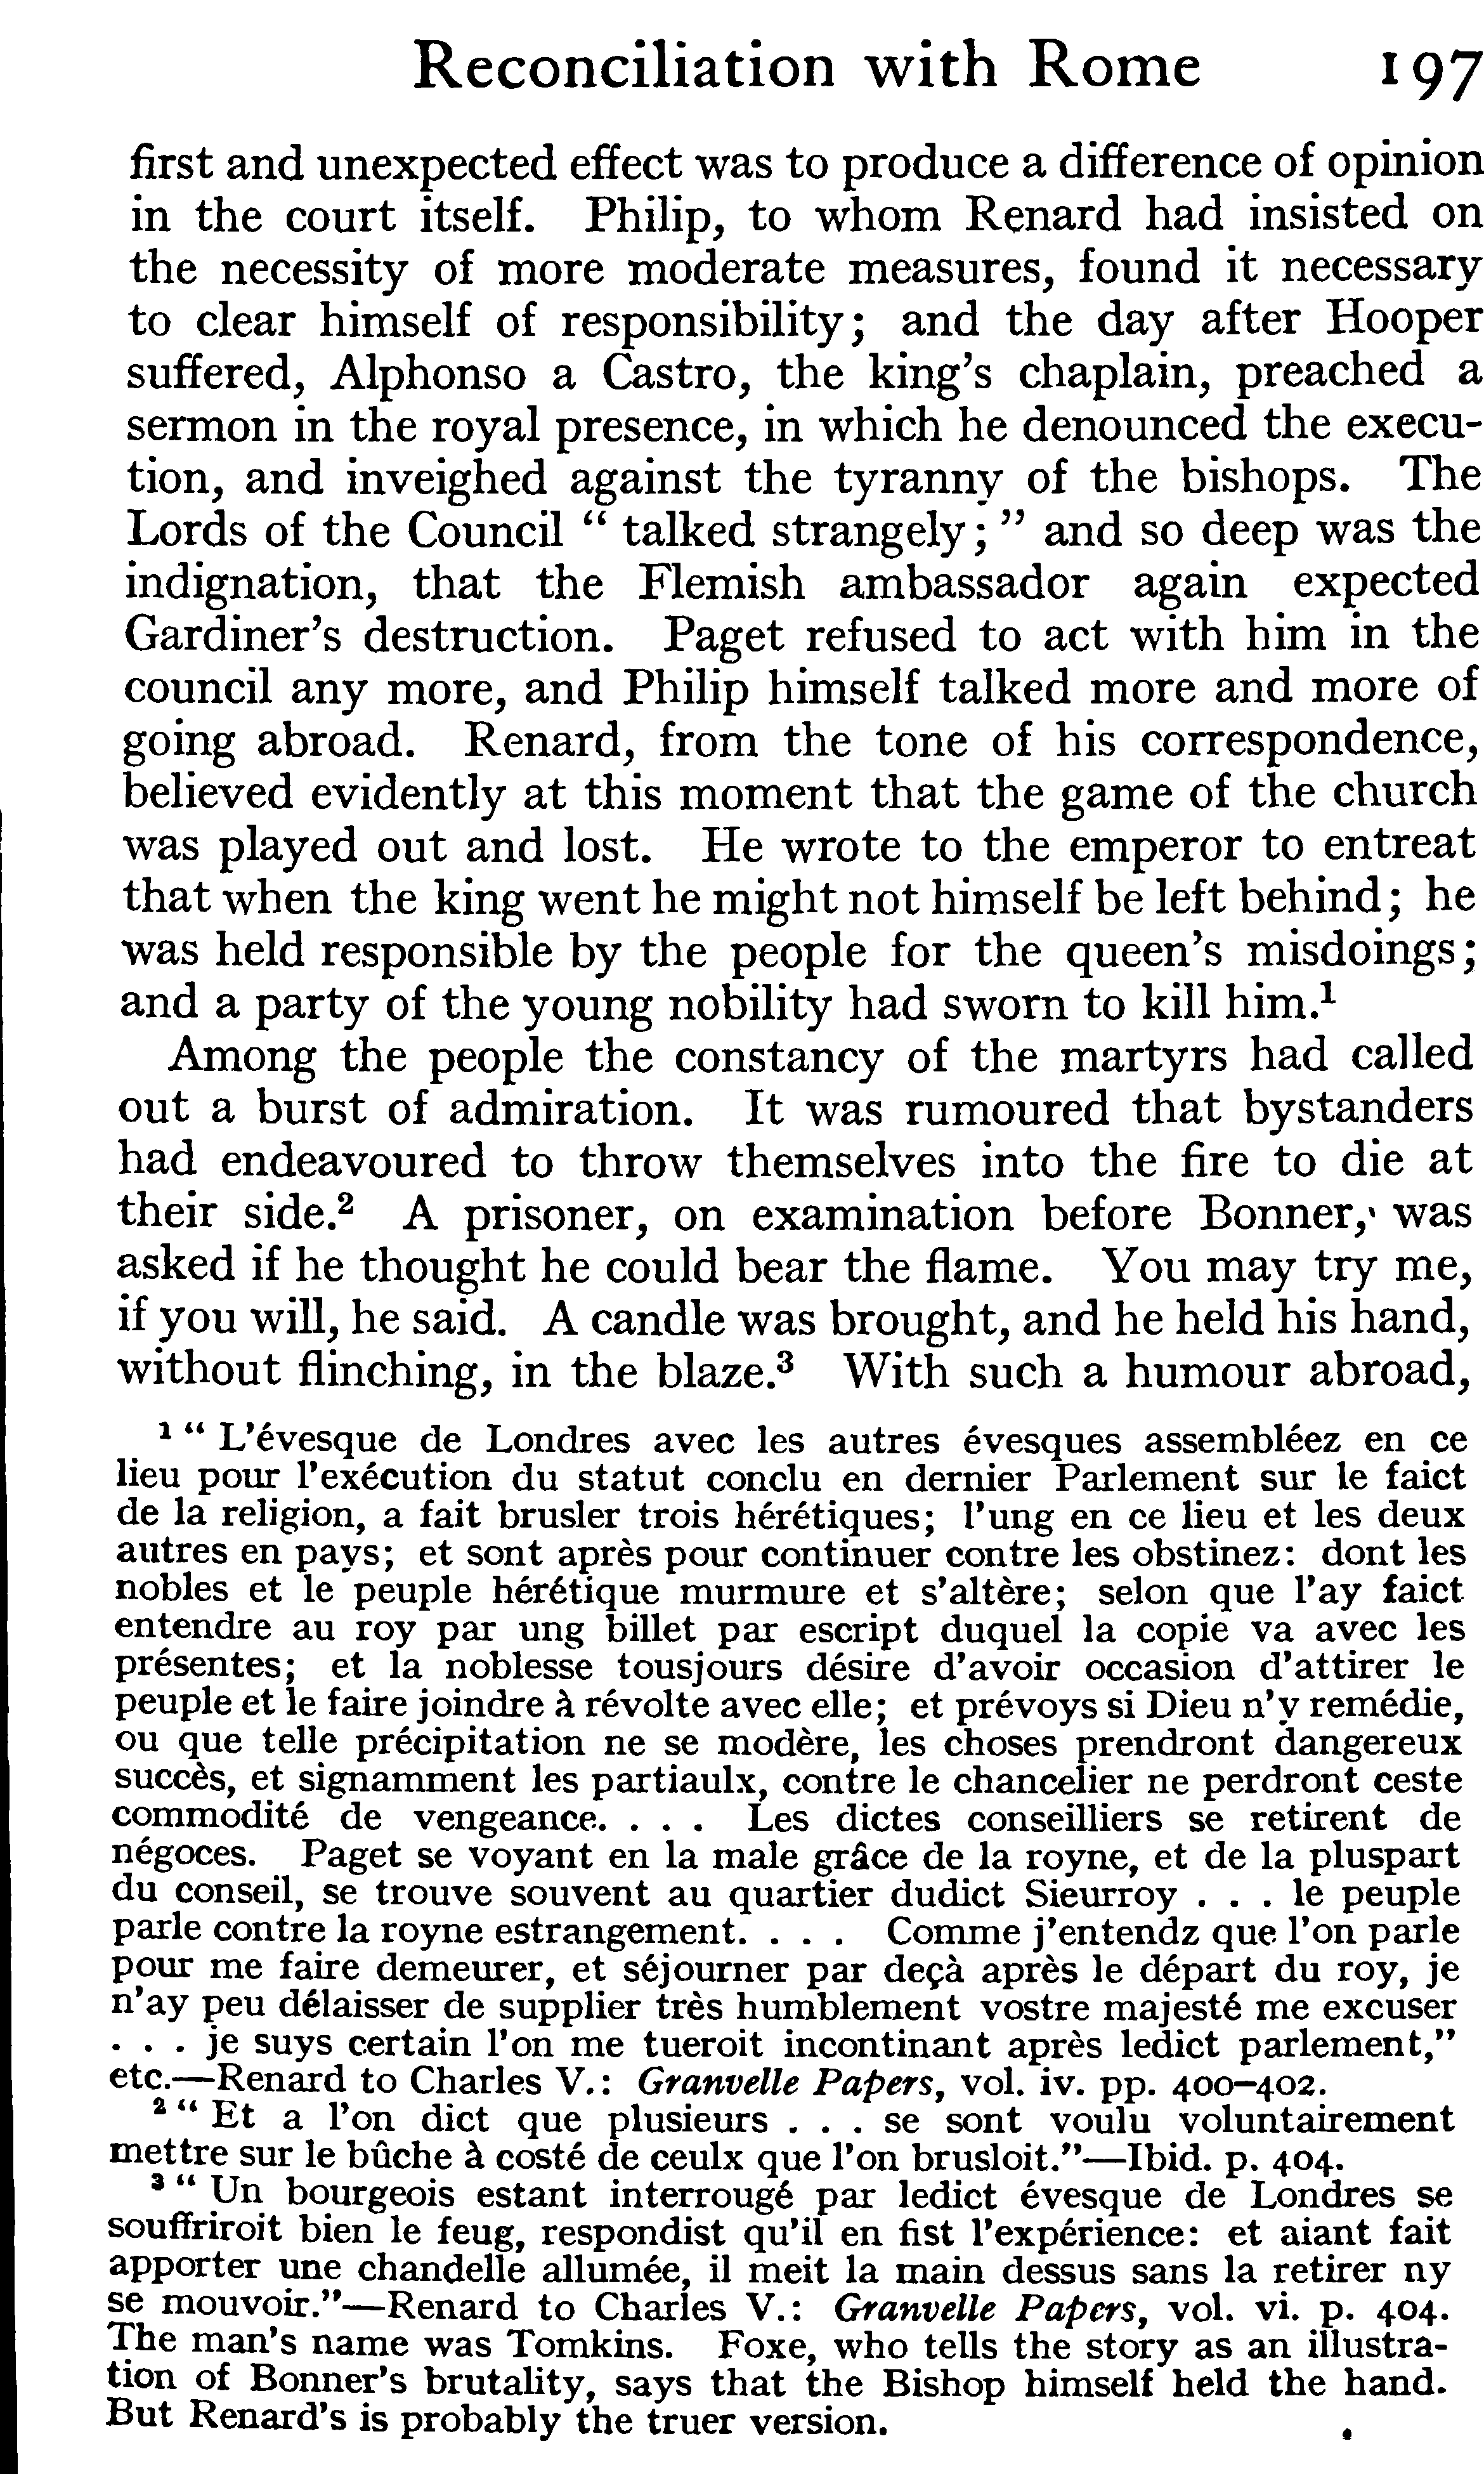 Reconciliation with Rome 197
first and unexpected effect was to produce a difference of opinion
in the court itself. Philip, to whom Renard had insisted on
the necessity of more moderate measures, found it necessary
to clear himself of responsibility; and the day after Hooper
suffered, Alphonso a Castro, the king's chaplain, preached a
sermon in the royal presence, in which he denounced the execu-
tion, and inveighed against the tyranny of the bishops. The
Lords of the Council “ talked strangely; ” and so deep was the
indignation, that the Flemish ambassador again expected
Gardiner's destruction. Paget refused to act with him in the
council any more, and Philip himself talked more and more of
going abroad. Renard, from the tone of his correspondence,
believed evidently at this moment that the game of the church
was played out and lost. He wrote to the emperor to entreat
that when the king went he might not himself be left behind; he
was held responsible by the people for the queen's misdoings;
and a party of the young nobility had sworn to kill him.¹
Among the people the constancy of the martyrs had called
out a burst of admiration. It was rumoured that bystanders
had endeavoured to throw themselves into the fire to die at
their side.² A prisoner, on examination before Bonner, was
asked if he thought he could bear the flame. You may try me,
if you will, he said. A candle was brought, and he held his hand,
without flinching, in the blaze.³ With such a humour abroad,
¹ “ L'évesque de Londres avec les autres évesques assembléez en ce
lieu pour l'exécution du statut conclu en dernier Parlement sur le faict
de la religion, a fait brusler trois hérétiques; l'ung en ce lieu et les deux
autres en pays; et sont après pour continuer contre les obstinez: dont les
nobles et le peuple hérétique murmure et s'altère; selon que l'ay faict
entendre au roy par ung billet par escript duquel la copie va avec les
présentes; et la noblesse tousjours désire d'avoir occasion d'attirer le
peuple et le faire joindre à révolte avec elle; et prévoys si Dieu n'y remédie,
ou que telle précipitation ne se modère, les choses prendront dangereux
succès, et signamment les partiaulx, contre le chancelier ne perdront ceste
commodité de vengeance. . . . Les dictes conseilliers se retirent de
négoces. Paget se voyant en la male grâce de la royne, et de la pluspart
du conseil, se trouve souvent au quartier dudict Sieurroy . . . le peuple
parle contre la royne estrangement. . . . Comme j'entendz que l'on parle
pour me faire demeurer, et séjourner par deçà après le départ du roy, je
n'ay peu délaisser de supplier très humblement vostre majesté me excuser
. . . je suys certain l'on me tueroit incontinant après ledict parlement,”
etc.—Renard to Charles V.: Granvelle Papers, vol. iv. pp. 400–402.
² “ Et a l'on dict que plusieurs . . . se sont voulu voluntairement
mettre sur le bûche à costé de ceulx que l'on brusloit.”—Ibid. p. 404.
³ “ Un bourgeois estant interrougé par ledict évesque de Londres se
souffriroit bien le feug, respondist qu'il en fist l'expérience: et aiant fait
apporter une chandelle allumée, il meit la main dessus sans la retirer ny
se mouvoir.”—Renard to Charles V.: Granvelle Papers, vol. vi. p. 404.
The man's name was Tomkins. Foxe, who tells the story as an illustra-
tion of Bonner's brutality, says that the Bishop himself held the hand.
But Renard's is probably the truer version.